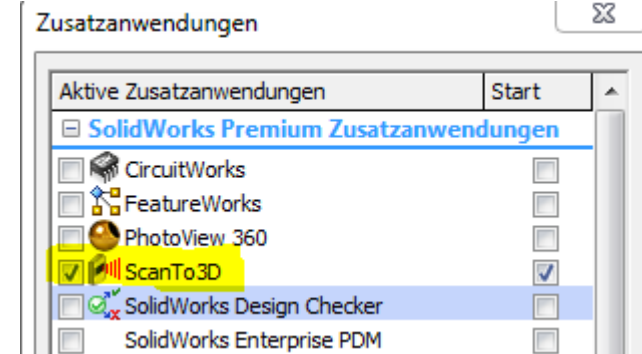 Zusatzanwendungen
Aktive Zusatzanwendungen Start
SolidWorks Premium Zusatzanwendungen
CircuitWorks
FeatureWorks
PhotoView 360
ScanTo3D
SolidWorks Design Checker
SolidWorks Enterprise PDM